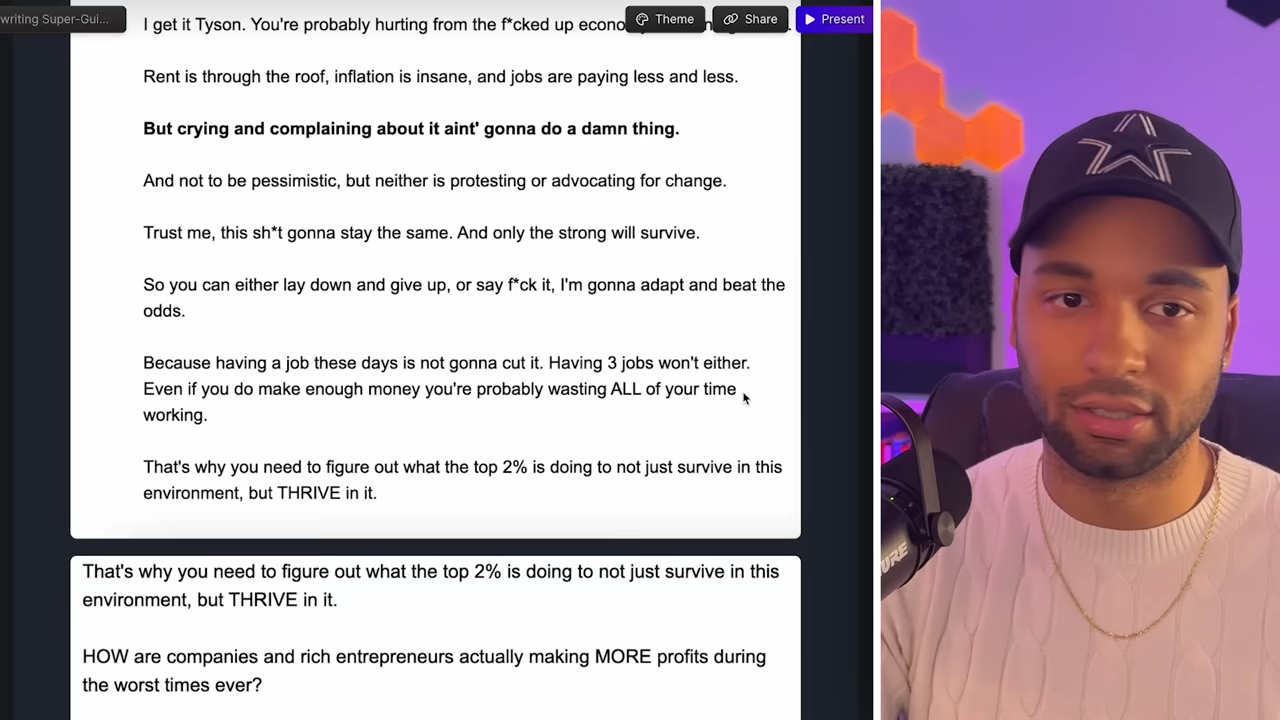 writing Super-Gui...
Theme
Share
Present
I get it Tyson. You're probably hurting from the f*cked up
Rent is through the roof, inflation is insane, and jobs are paying less and less.
But crying and complaining about it aint' gonna do a damn thing.
And not to be pessimistic, but neither is protesting or advocating for change.
Trust me, this sh*t gonna stay the same. And only the strong will survive.
So you can either lay down and give up, or say f*ck it, I'm gonna adapt and beat the
odds.
Because having a job these days is not gonna cut it. Having 3 jobs won't either.
Even if you do make enough money you're probably wasting ALL of your time
working.
That's why you need to figure out what the top 2% is doing to not just survive in this
environment, but THRIVE in it.
That's why you need to figure out what the top 2% is doing to not just survive in this
environment, but THRIVE in it.
HOW are companies and rich entrepreneurs actually making MORE profits during
the worst times ever?
URE